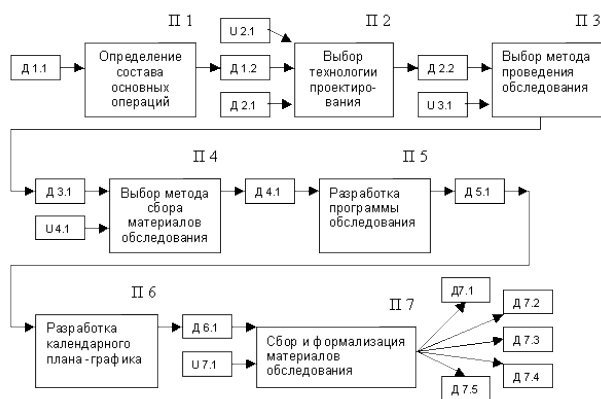 П 1
П 2
П 3
U 2.1
Д 1.1
Определение
состава
основных
операций
Д 1.2
Д 2.1
Выбор
технологии
проектиро-
вания
Д 2.2
U 3.1
Выбор метода
проведения
обследования
П 4
П 5
Д 3.1
U 4.1
Выбор метода
сбора
материалов
обследования
Д 4.1
Разработка
программы
обследования
Д 5.1
П 6
П 7
Разработка
календарного
плана-графика
Д 6.1
U 7.1
Сбор и формализация
материалов
обследования
Д7.1
Д 7.2
Д 7.3
Д 7.4
Д 7.5